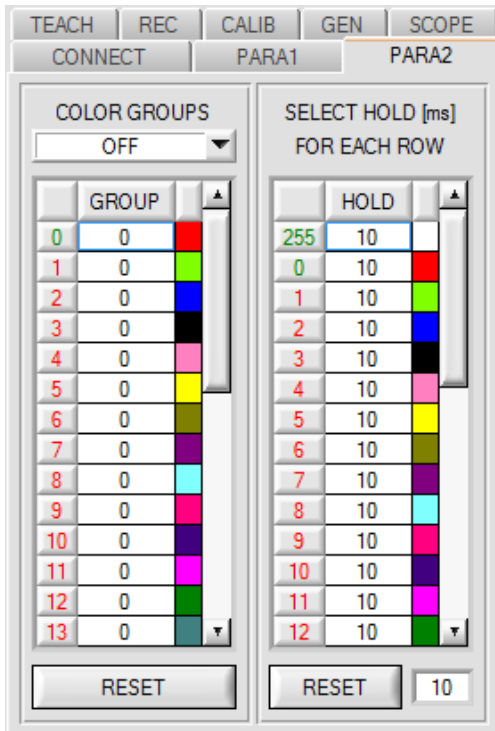 TEACH REC CALIB GEN SCOPE
CONNECT PARA1 PARA2
COLOR GROUPS
OFF
GROUP
0 0
1 0
2 0
3 0
4 0
5 0
6 0
7 0
8 0
9 0
10 0
11 0
12 0
13 0
RESET
SELECT HOLD [ms]
FOR EACH ROW
HOLD
255 10
0 10
1 10
2 10
3 10
4 10
5 10
6 10
7 10
8 10
9 10
10 10
11 10
12 10
RESET 10